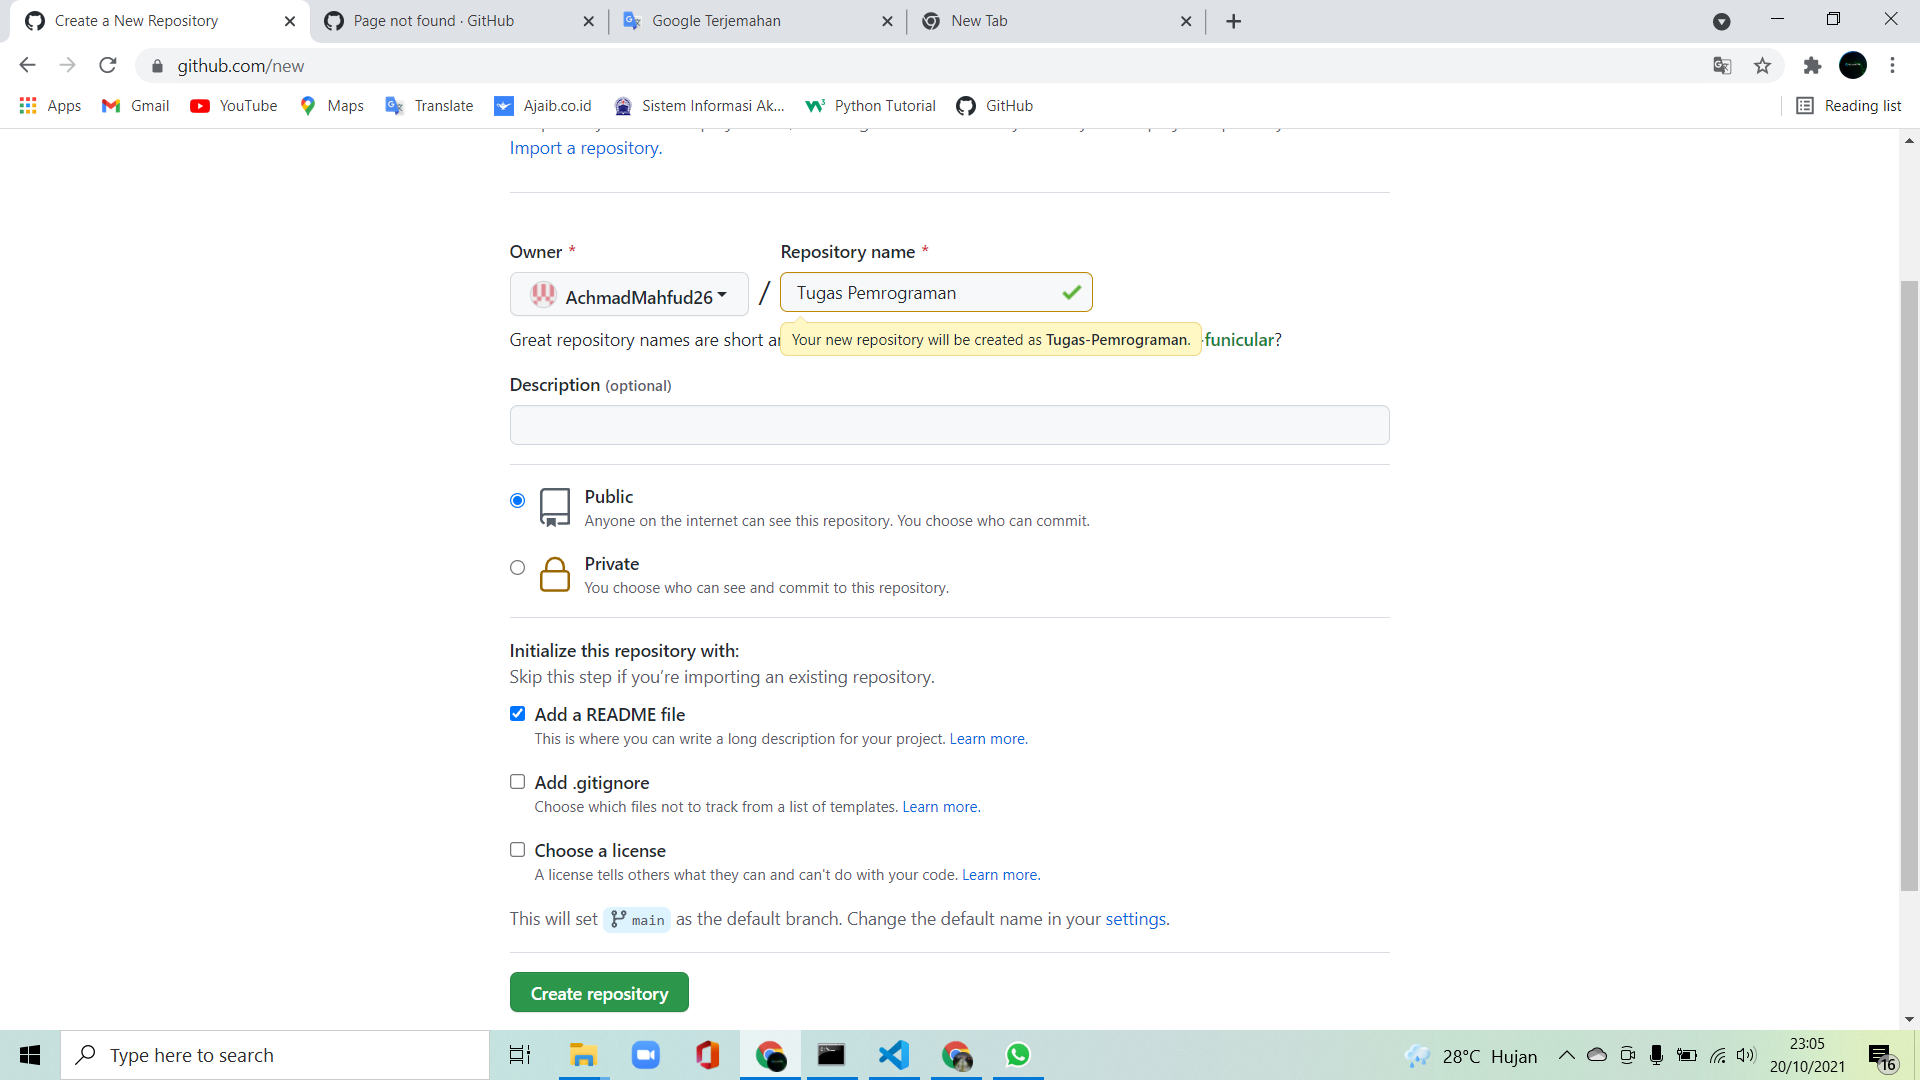 Create a New Repository
Page not found · GitHub
Google Terjemahan
New Tab
github.com/new
Apps
Gmail
YouTube
Maps
Translate
Ajaib.co.id
Sistem Informasi Ak...
Python Tutorial
GitHub
Reading list
Import a repository.
Owner *
Repository name *
AchmadMahfud26
/
Tugas Pemrograman
Great repository names are short
Your new repository will be created as Tugas-Pemrograman.
funicular?
Description (optional)
Public
Anyone on the internet can see this repository. You choose who can commit.
Private
You choose who can see and commit to this repository.
Initialize this repository with:
Skip this step if you’re importing an existing repository.
Add a README file
This is where you can write a long description for your project. Learn more.
Add .gitignore
Choose which files not to track from a list of templates. Learn more.
Choose a license
A license tells others what they can and can't do with your code. Learn more.
This will set main as the default branch. Change the default name in your settings.
Create repository
Type here to search
28°C Hujan
23:05
20/10/2021
16